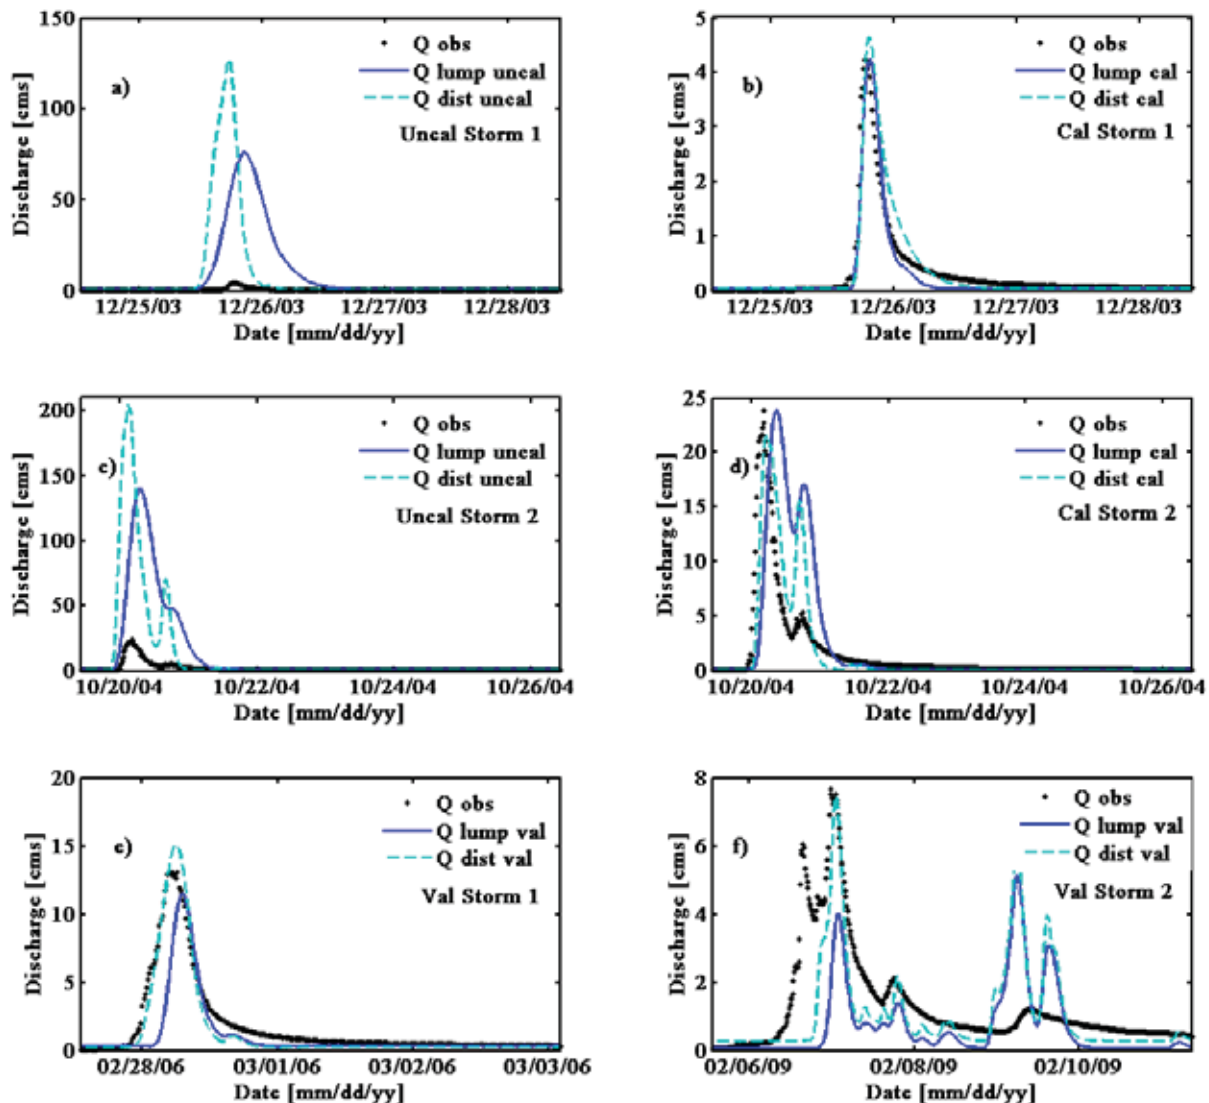 150
100
50
0
Discharge [cms]
a)
Q obs
Q lump uncal
Q dist uncal
Uncal Storm 1
12/25/03 12/26/03 12/27/03 12/28/03
Date [mm/dd/yy]
5
4
3
2
1
0
Discharge [cms]
b)
Q obs
Q lump cal
Q dist cal
Cal Storm 1
12/25/03 12/26/03 12/27/03 12/28/03
Date [mm/dd/yy]
200
150
100
50
0
Discharge [cms]
c)
Q obs
Q lump uncal
Q dist uncal
Uncal Storm 2
10/20/04 10/22/04 10/24/04 10/26/04
Date [mm/dd/yy]
25
20
15
10
5
0
Discharge [cms]
d)
Q obs
Q lump cal
Q dist cal
Cal Storm 2
10/20/04 10/22/04 10/24/04 10/26/04
Date [mm/dd/yy]
20
15
10
5
0
Discharge [cms]
e)
Q obs
Q lump val
Q dist val
Val Storm 1
02/28/06 03/01/06 03/02/06 03/03/06
Date [mm/dd/yy]
8
6
4
2
0
Discharge [cms]
f)
Q obs
Q lump val
Q dist val
Val Storm 2
02/06/09 02/08/09 02/10/09
Date [mm/dd/yy]